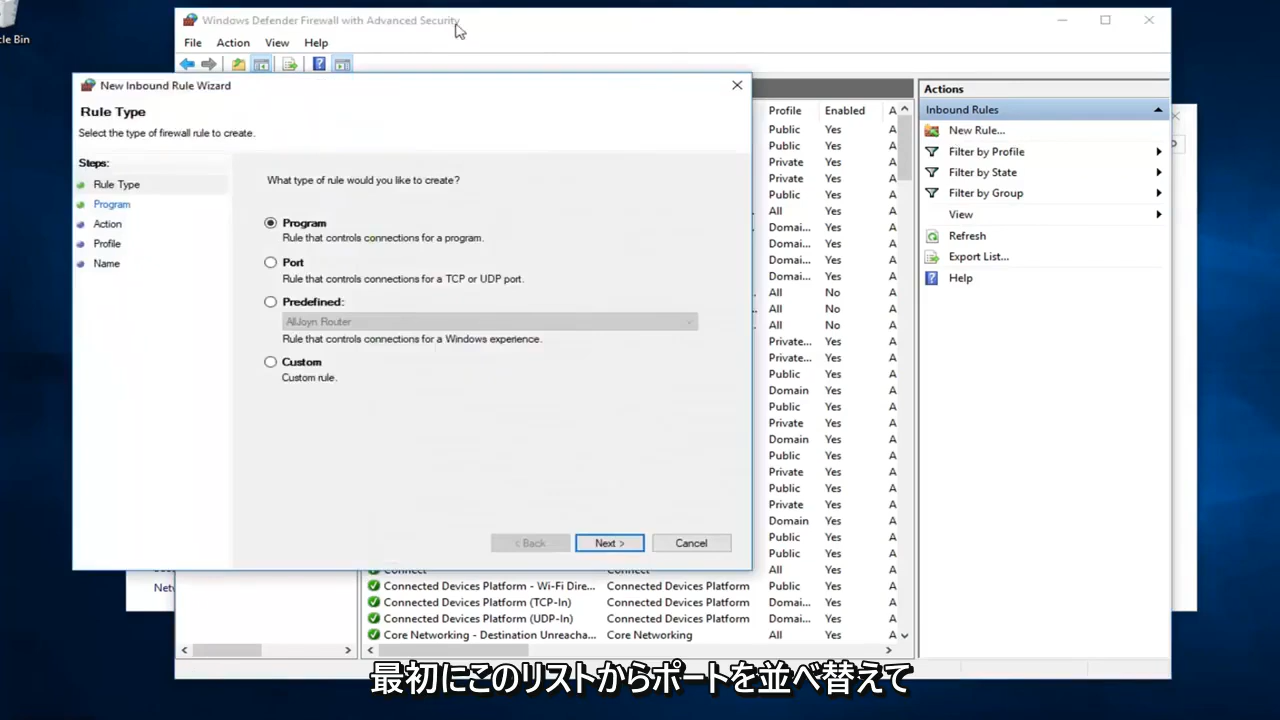 cle Bin
Windows Defender Firewall with Advanced Security
File Action View Help
New Inbound Rule Wizard
Rule Type
Select the type of firewall rule to create.
Steps:
Rule Type
Program
Action
Profile
Name
What type of rule would you like to create?
Program
Rule that controls connections for a program.
Port
Rule that controls connections for a TCP or UDP port.
Predefined:
AllJoyn Router
Rule that controls connections for a Windows experience.
Custom
Custom rule.
< Back Next > Cancel
Profile Enabled A
Public Yes A
Public Yes A
Private Yes A
Private Yes A
Public Yes A
All Yes A
Domai... Yes A
Domai... Yes A
Domai... Yes A
Domai... Yes A
All No A
All No A
All No A
Private... Yes A
Private... Yes A
Public Yes A
Domain Yes A
Public Yes A
Private Yes A
Domain Yes A
Public Yes A
Private Yes A
Public Yes A
Private Yes A
Domain Yes A
Public Yes A
Public Yes A
Connect Connect All Yes A
Connected Devices Platform - Wi-Fi Dire... Connected Devices Platform Public Yes A
Connected Devices Platform (TCP-In) Connected Devices Platform Domai... Yes A
Connected Devices Platform (UDP-In) Connected Devices Platform Domai... Yes A
Core Networking - Destination Unreacha... Core Networking All Yes A
Actions
Inbound Rules
New Rule...
Filter by Profile
Filter by State
Filter by Group
View
Refresh
Export List...
Help
Netw
最初にこのリストからポートを並べ替えて